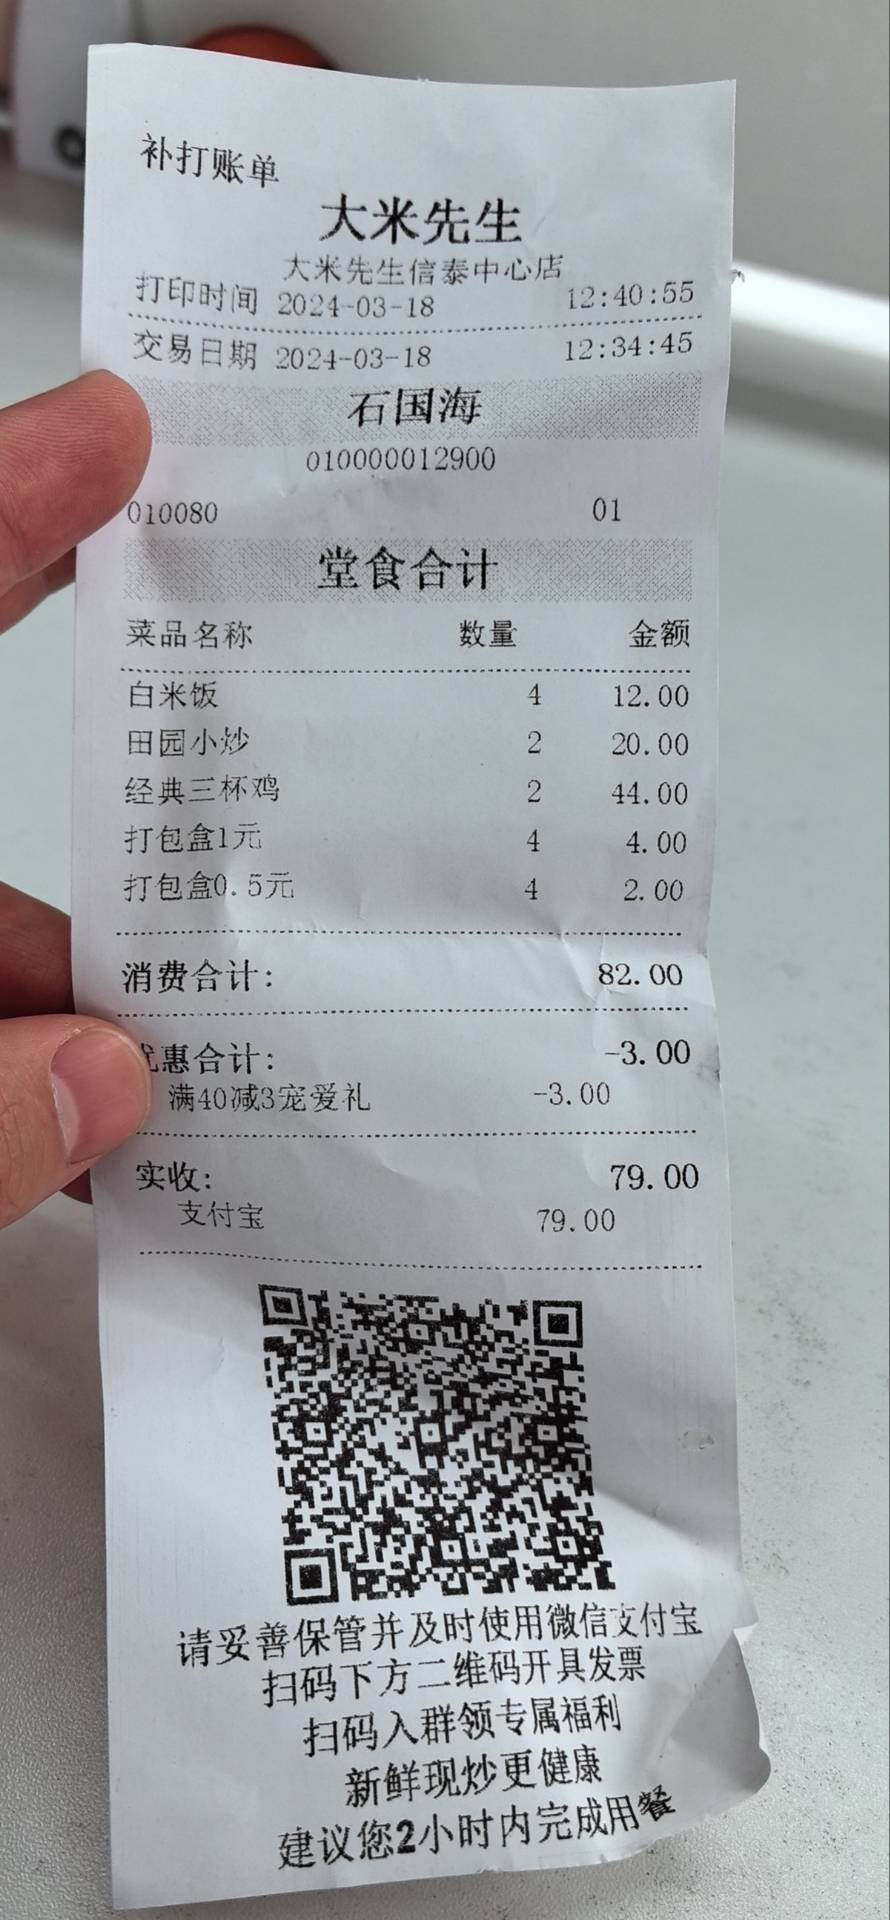 补打账单
大米先生
大米先生信泰中心店
打印时间 2024-03-18 12:40:55
交易日期 2024-03-18 12:34:45
石国海
010000012900
010080 01
堂食合计
菜品名称 数量 金额
白米饭 4 12.00
田园小炒 2 20.00
经典三杯鸡 2 44.00
打包盒1元 4 4.00
打包盒0.5元 4 2.00
消费合计: 82.00
优惠合计: -3.00
满40减3宠爱礼 -3.00
实收: 79.00
支付宝 79.00
请妥善保管并及时使用微信支付宝
扫码下方二维码开具发票
扫码入群领专属福利
新鲜现炒更健康
建议您2小时内完成用餐